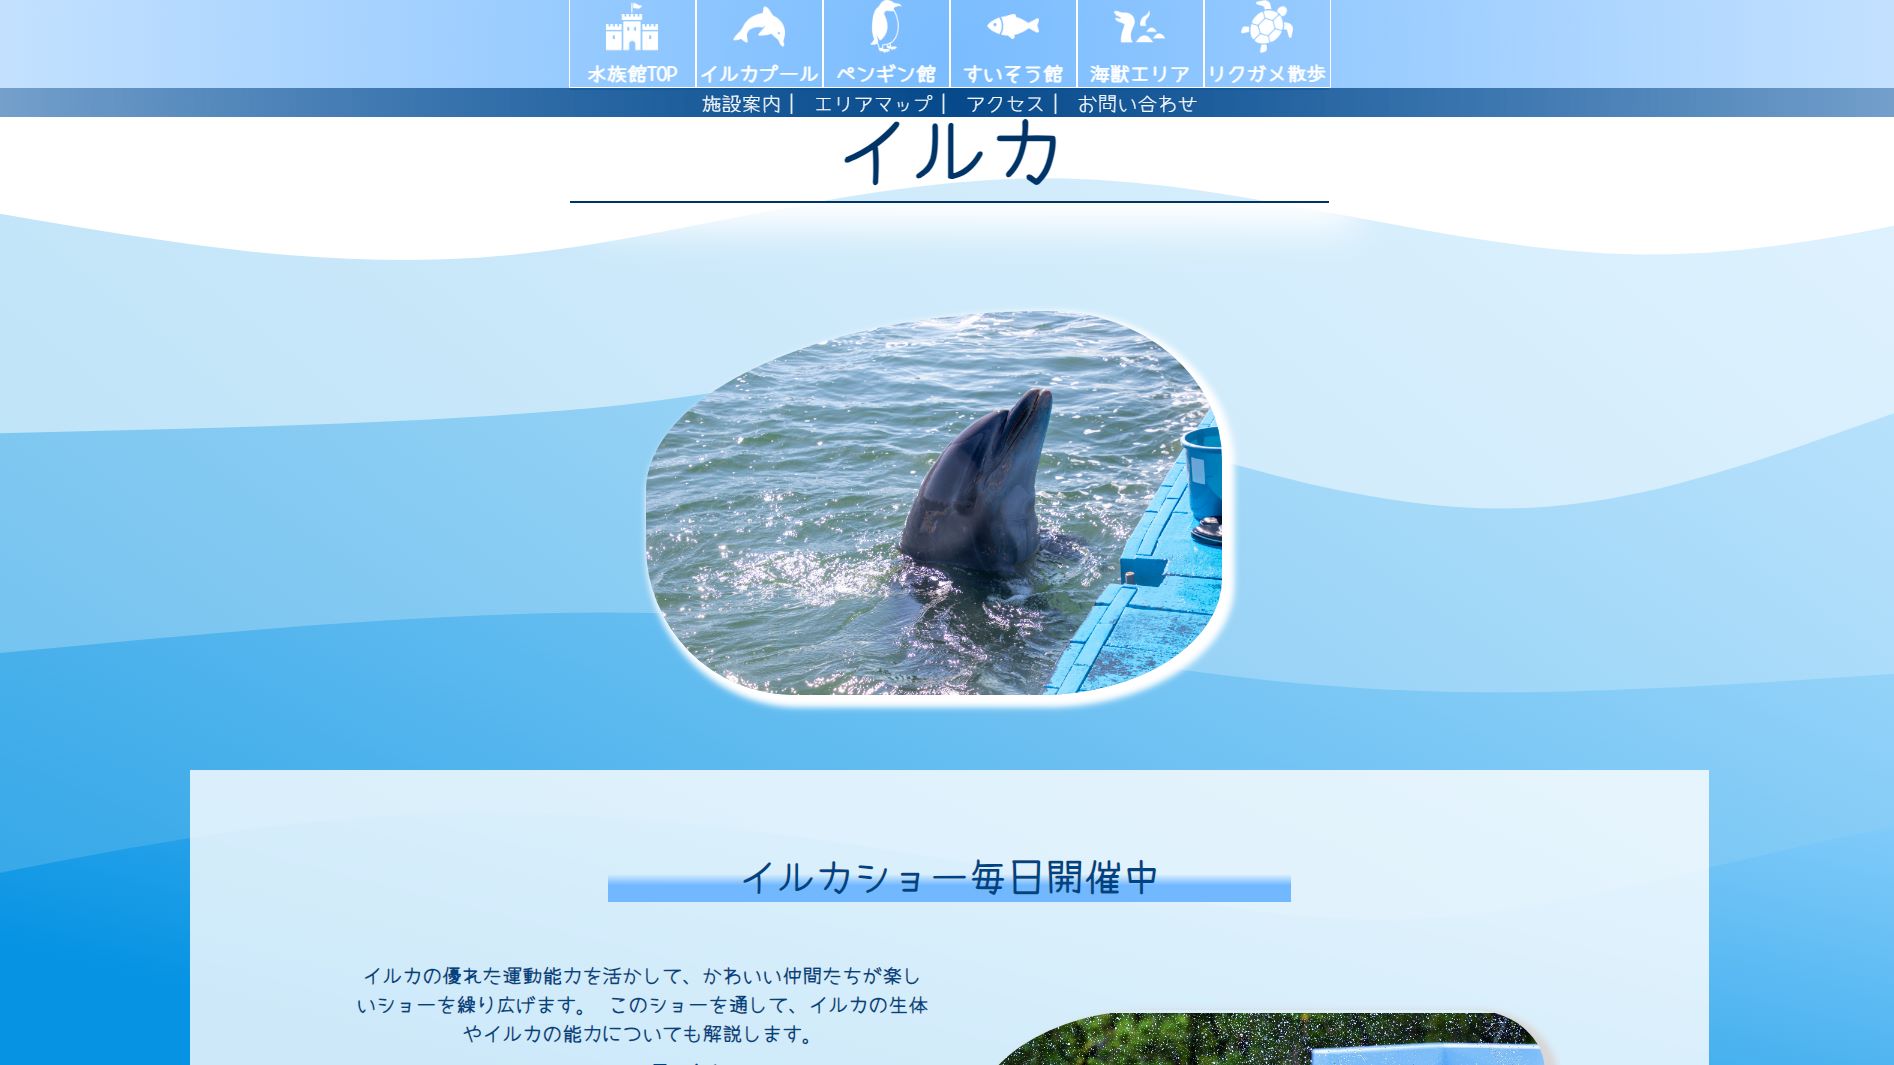 水族館TOP イルカプール ペンギン館 すいそう館 海獣エリア リクガメ散歩
施設案内 | エリアマップ | アクセス | お問い合わせ
イルカ
イルカショー毎日開催中
イルカの優れた運動能力を活かして、かわいい仲間たちが楽し
いショーを繰り広げます。 このショーを通して、イルカの生体
やイルカの能力についても解説します。